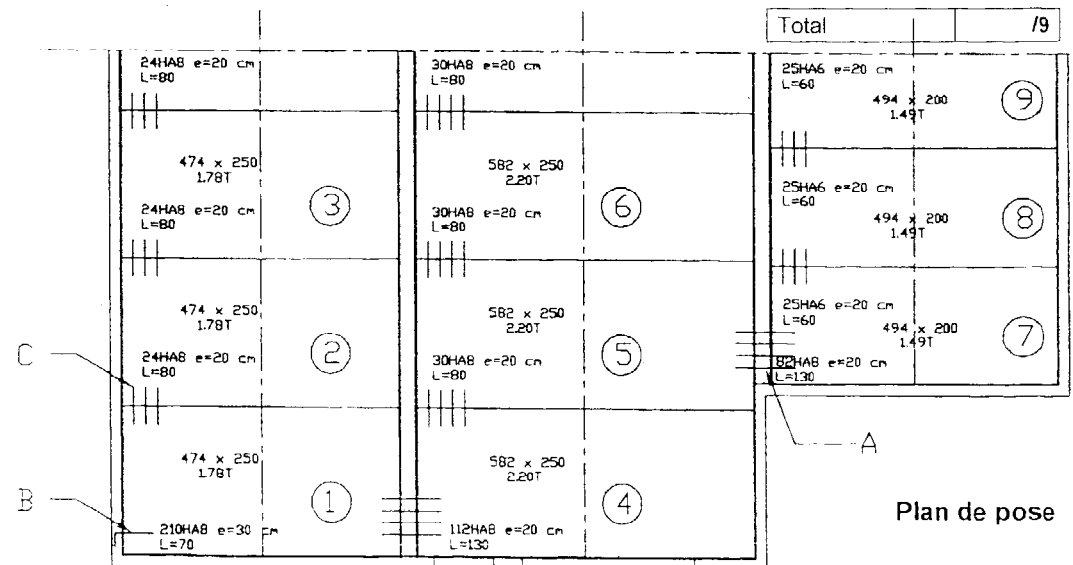 Total /9
24HA8 e=20 cm
L=80
30HA8 e=20 cm
L=80
25HA6 e=20 cm
L=60
494 x 200
1.49T
9
474 x 250
1.78T
3
582 x 250
2.20T
6
25HA6 e=20 cm
L=60
494 x 200
1.49T
8
24HA8 e=20 cm
L=80
30HA8 e=20 cm
L=80
474 x 250
1.78T
2
582 x 250
2.20T
5
25HA6 e=20 cm
L=60
494 x 200
1.49T
7
C
24HA8 e=20 cm
L=80
30HA8 e=20 cm
L=80
82HA8 e=20 cm
L=130
A
474 x 250
1.78T
1
582 x 250
2.20T
4
B
210HA8 e=30 cm
L=70
112HA8 e=20 cm
L=130
Plan de pose